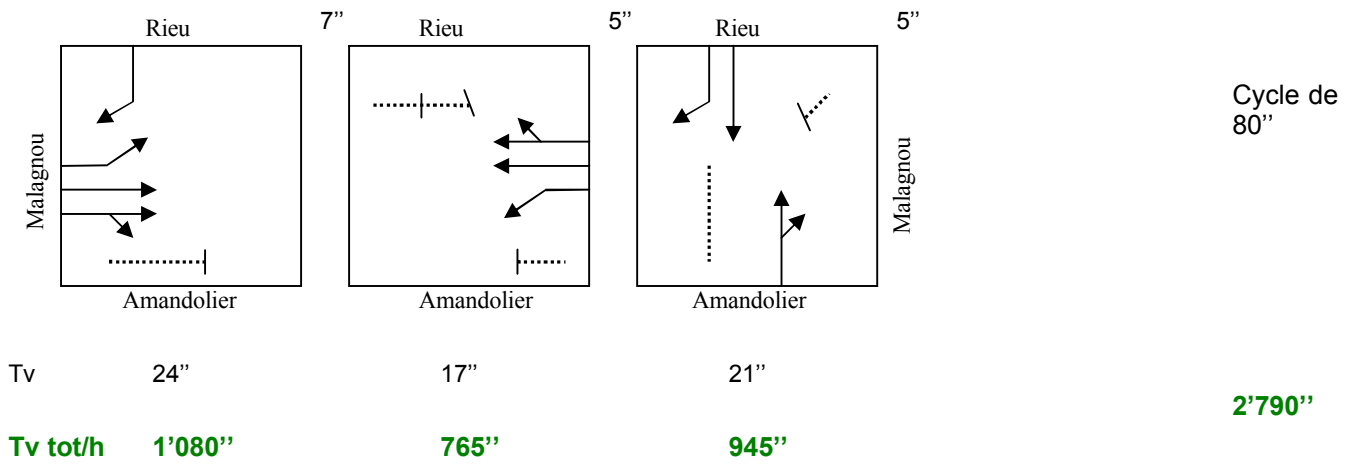 Rieu 7’’ Rieu 5’’ Rieu 5’’
Cycle de
80’’
Malagnou Malagnou
Amandolier Amandolier Amandolier
Tv 24’’ 17’’ 21’’
2’790’’
Tv tot/h 1’080’’ 765’’ 945’’